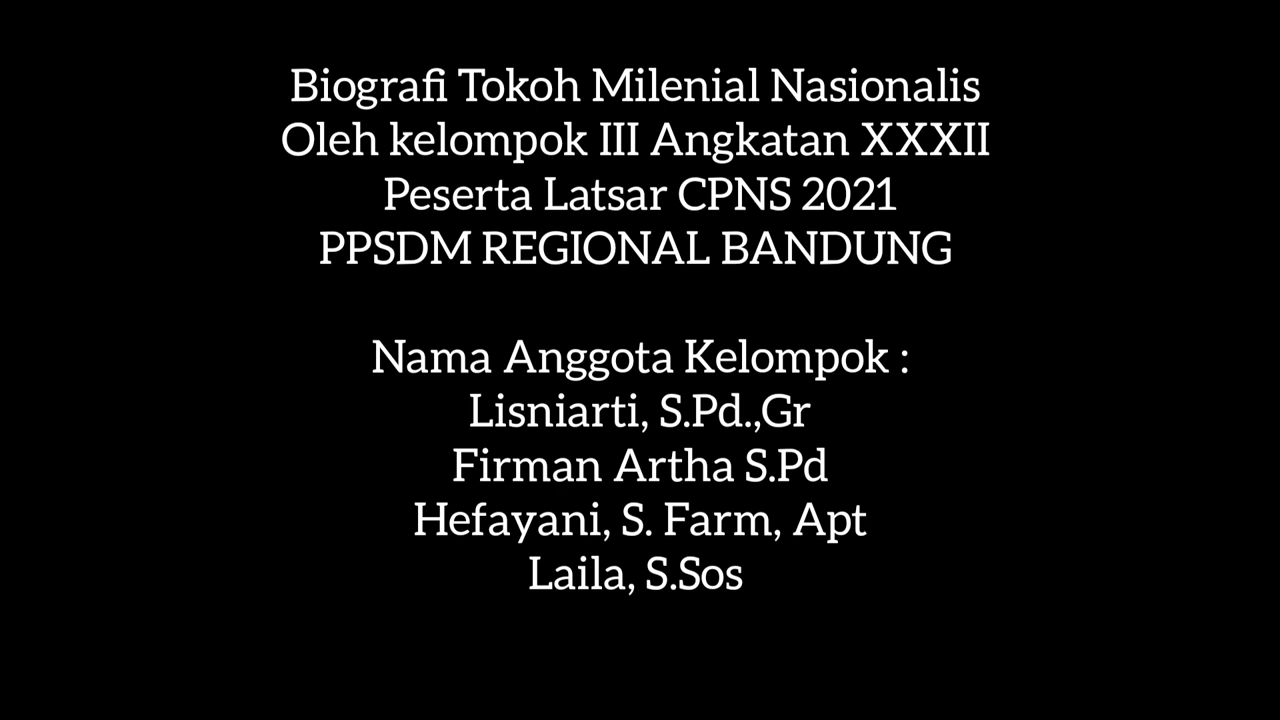 Biografi Tokoh Milenial Nasionalis
Oleh kelompok III Angkatan XXXII
Peserta Latsar CPNS 2021
PPSDM REGIONAL BANDUNG
Nama Anggota Kelompok :
Lisniarti, S.Pd.,Gr
Firman Artha S.Pd
Hefayani, S. Farm, Apt
Laila, S.Sos